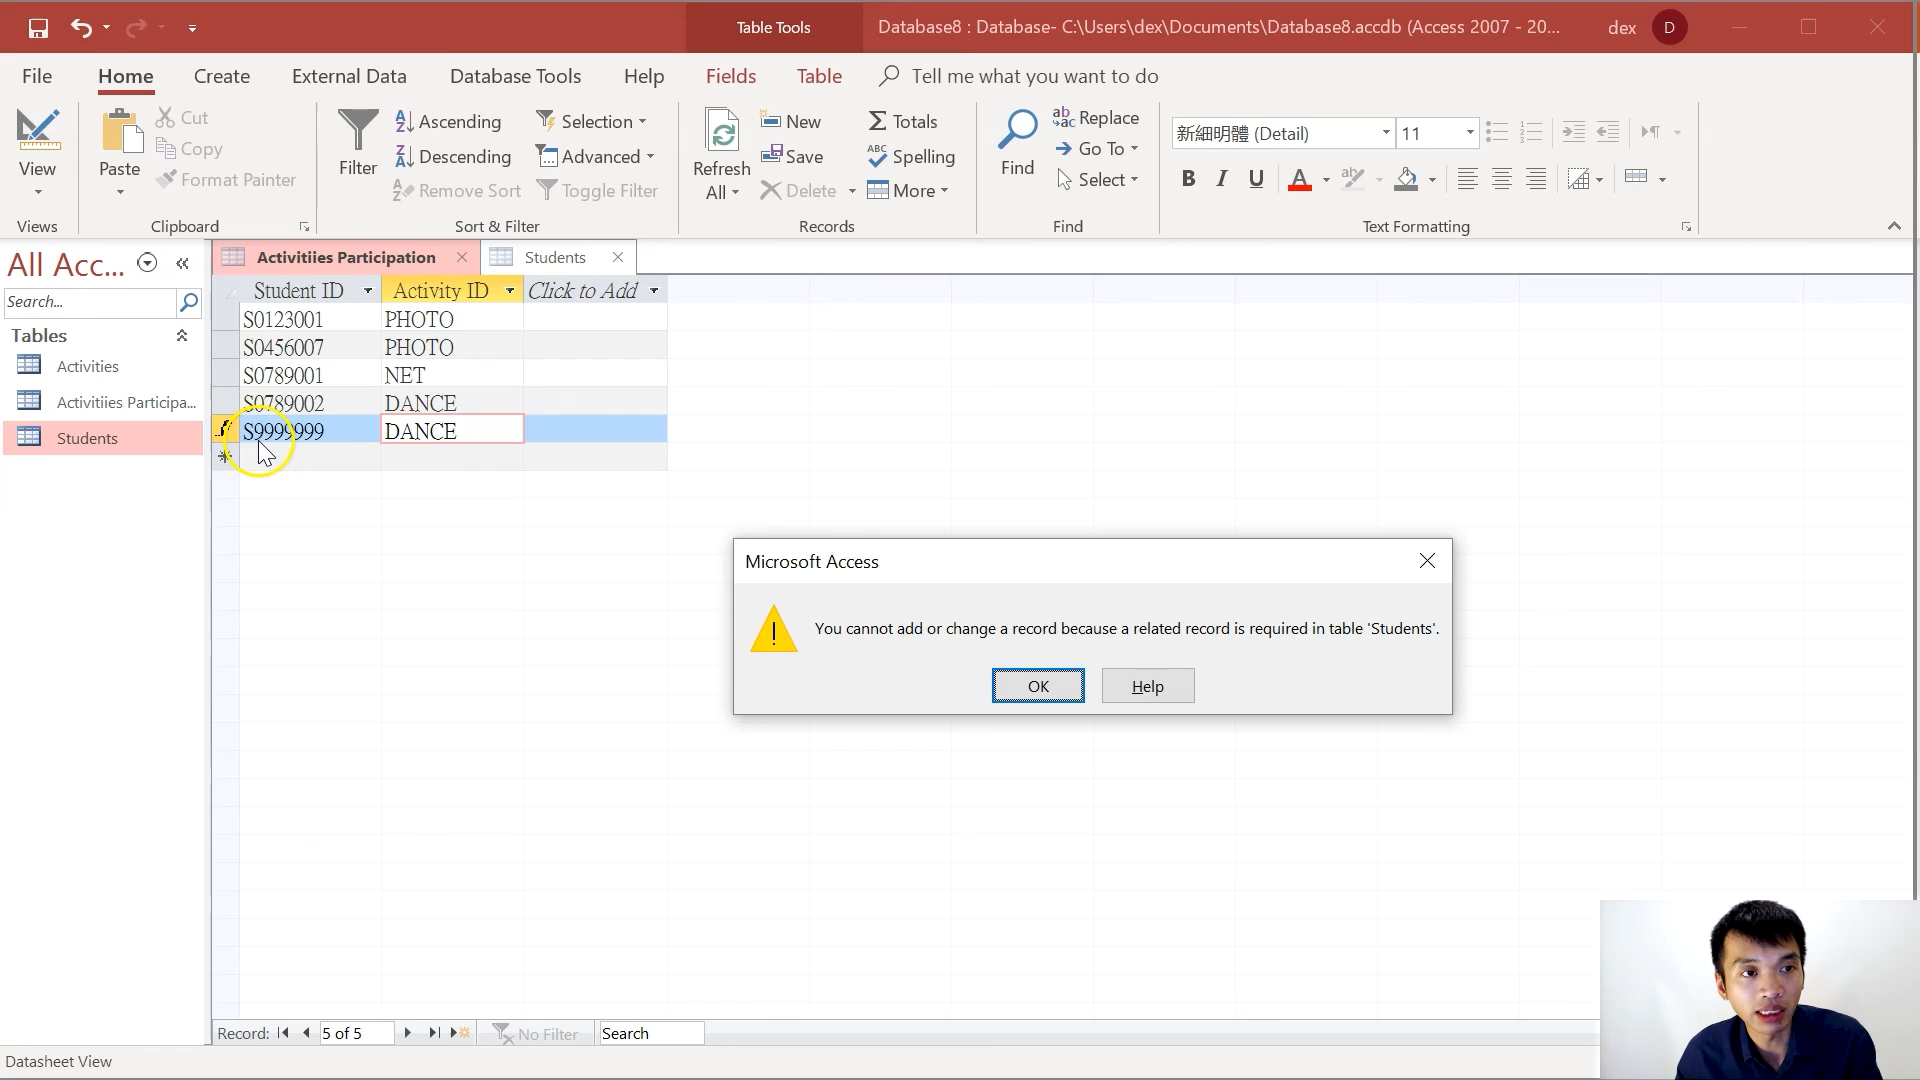 Table Tools
Database8 : Database- C:\Users\dex\Documents\Database8.accdb (Access 2007 - 20...
dex
D
File
Home
Create
External Data
Database Tools
Help
Fields
Table
Tell me what you want to do
View
Views
Paste
Cut
Copy
Format Painter
Clipboard
Filter
Ascending
Descending
Remove Sort
Selection
Advanced
Toggle Filter
Sort & Filter
Refresh
All
New
Save
Delete
Totals
Spelling
More
Records
Find
Replace
Go To
Select
Find
新細明體 (Detail)
11
B I U A
Text Formatting
All Acc...
Search...
Tables
Activities
Activitiies Participa...
Students
Activitiies Participation
Students
Student ID
Activity ID
Click to Add
S0123001 PHOTO
S0456007 PHOTO
S0789001 NET
S0789002 DANCE
S9999999 DANCE
Microsoft Access
You cannot add or change a record because a related record is required in table 'Students'.
OK
Help
Record:
5 of 5
No Filter
Search
Datasheet View